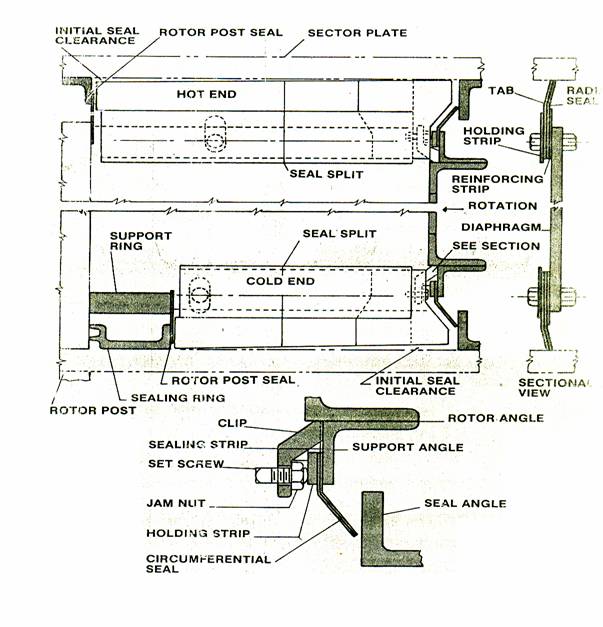 INITIAL SEAL
CLEARANCE
ROTOR POST SEAL
SECTOR PLATE
HOT END
TAB
SEAL
HOLDING
STRIP
SEAL SPLIT
REINFORCING
STRIP
ROTATION
SUPPORT
RING
SEAL SPLIT
DIAPHRAGM
SEE SECTION
COLD END
ROTOR POST SEAL
INITIAL SEAL
CLEARANCE
SEALING RING
ROTOR POST
SECTIONAL
VIEW
CLIP
ROTOR ANGLE
SEALING STRIP
SUPPORT ANGLE
SET SCREW
JAM NUT
SEAL ANGLE
HOLDING STRIP
CIRCUMFERENTIAL
SEAL